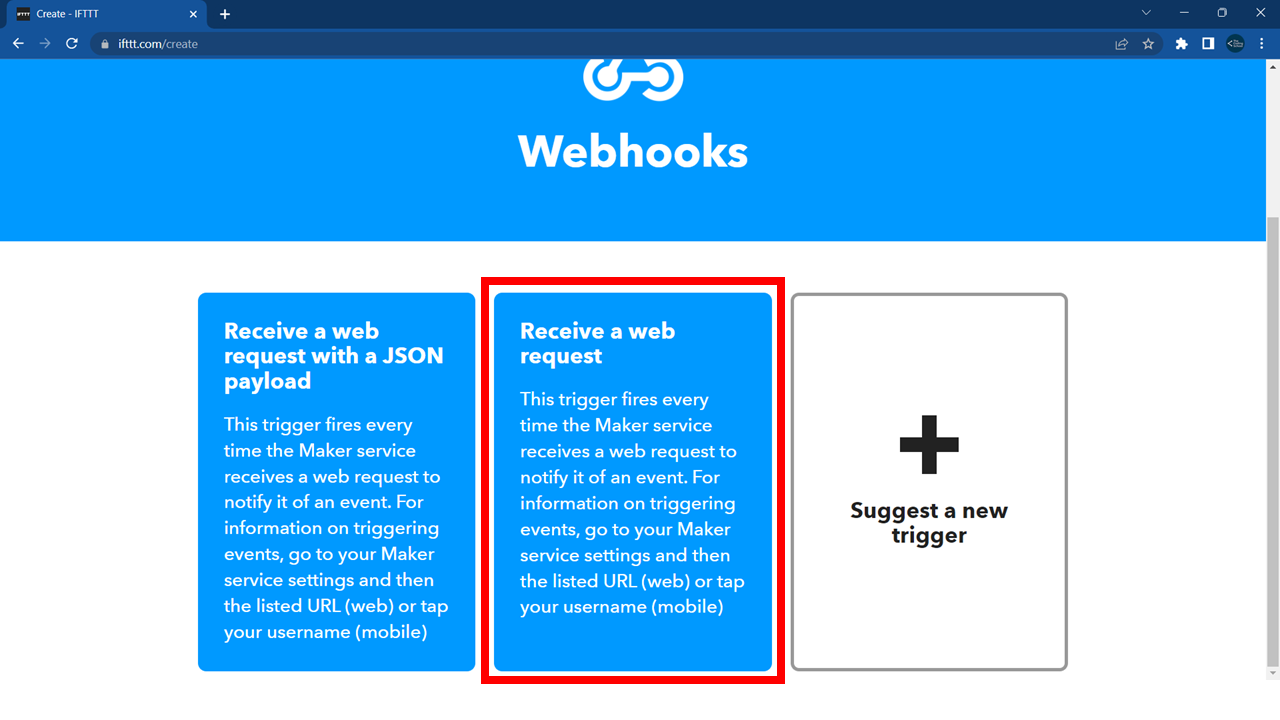 Create - IFTTT
ifttt.com/create
Webhooks
Receive a web
request with a JSON
payload
This trigger fires every
time the Maker service
receives a web request to
notify it of an event. For
information on triggering
events, go to your Maker
service settings and then
the listed URL (web) or tap
your username (mobile)
Receive a web
request
This trigger fires every
time the Maker service
receives a web request to
notify it of an event. For
information on triggering
events, go to your Maker
service settings and then
the listed URL (web) or tap
your username (mobile)
Suggest a new
trigger